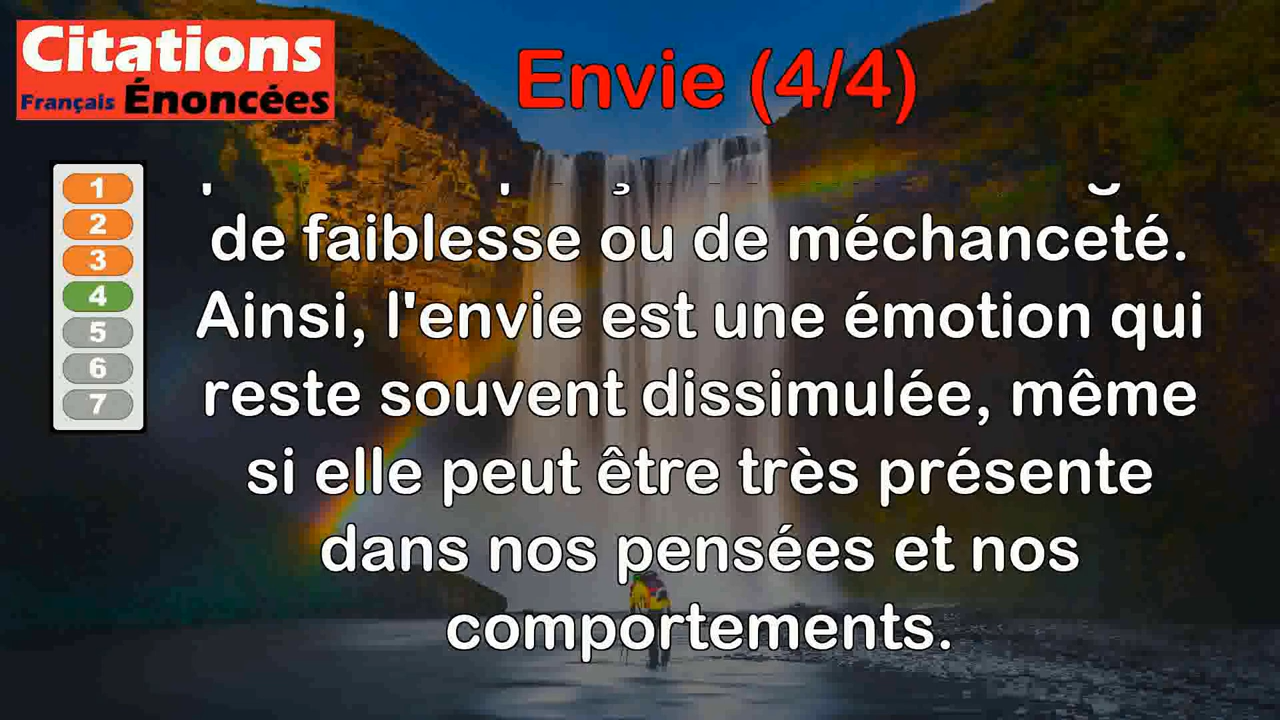 Citations
Français Énoncées
Envie (4/4)
1
2
3
4
5
6
7
de faiblesse ou de méchanceté.
Ainsi, l'envie est une émotion qui
reste souvent dissimulée, même
si elle peut être très présente
dans nos pensées et nos
comportements.